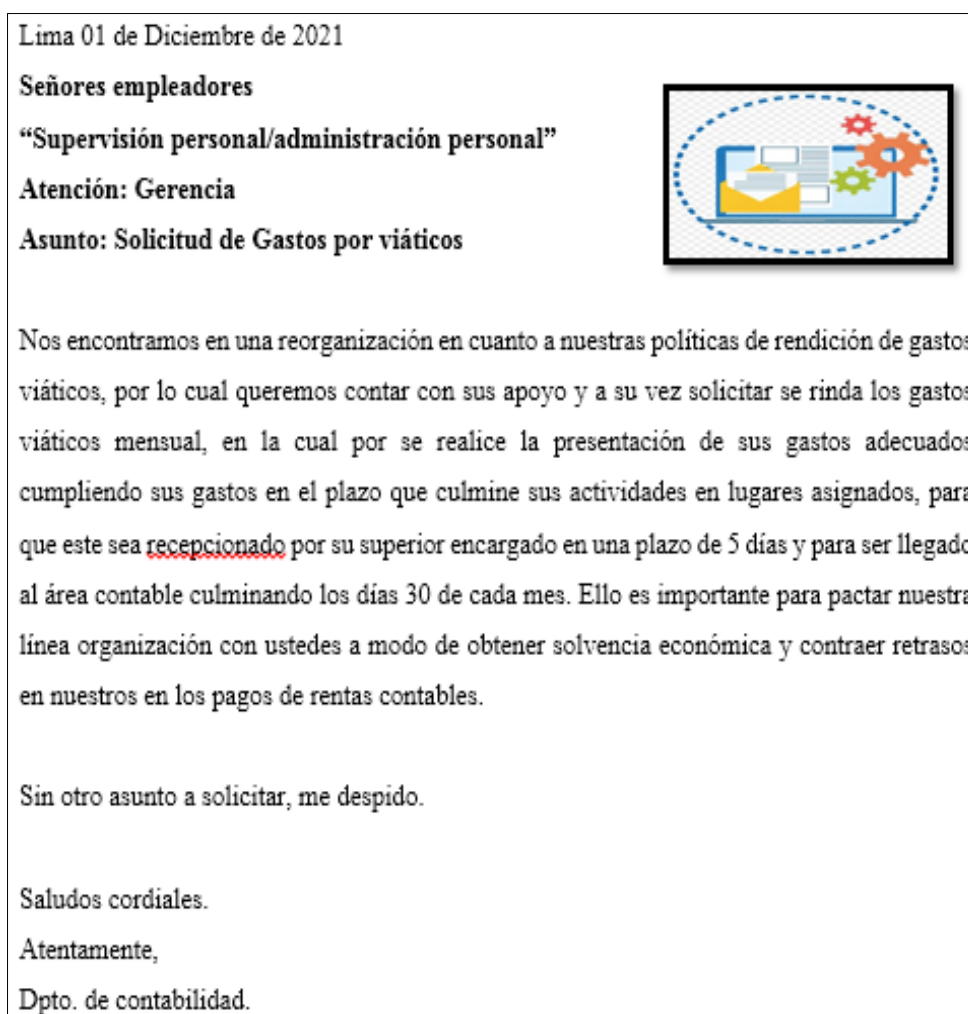 Lima 01 de Diciembre de 2021
Señores empleadores
“Supervisión personal/administración personal”
Atención: Gerencia
Asunto: Solicitud de Gastos por viáticos
Nos encontramos en una reorganización en cuanto a nuestras políticas de rendición de gastos
viáticos, por lo cual queremos contar con sus apoyo y a su vez solicitar se rinda los gastos
viáticos mensual, en la cual por se realice la presentación de sus gastos adecuados
cumpliendo sus gastos en el plazo que culmine sus actividades en lugares asignados, para
que este sea recepcionado por su superior encargado en una plazo de 5 días y para ser llegado
al área contable culminando los días 30 de cada mes. Ello es importante para pactar nuestra
línea organización con ustedes a modo de obtener solvencia económica y contraer retrasos
en nuestros en los pagos de rentas contables.
Sin otro asunto a solicitar, me despido.
Saludos cordiales.
Atentamente,
Dpto. de contabilidad.